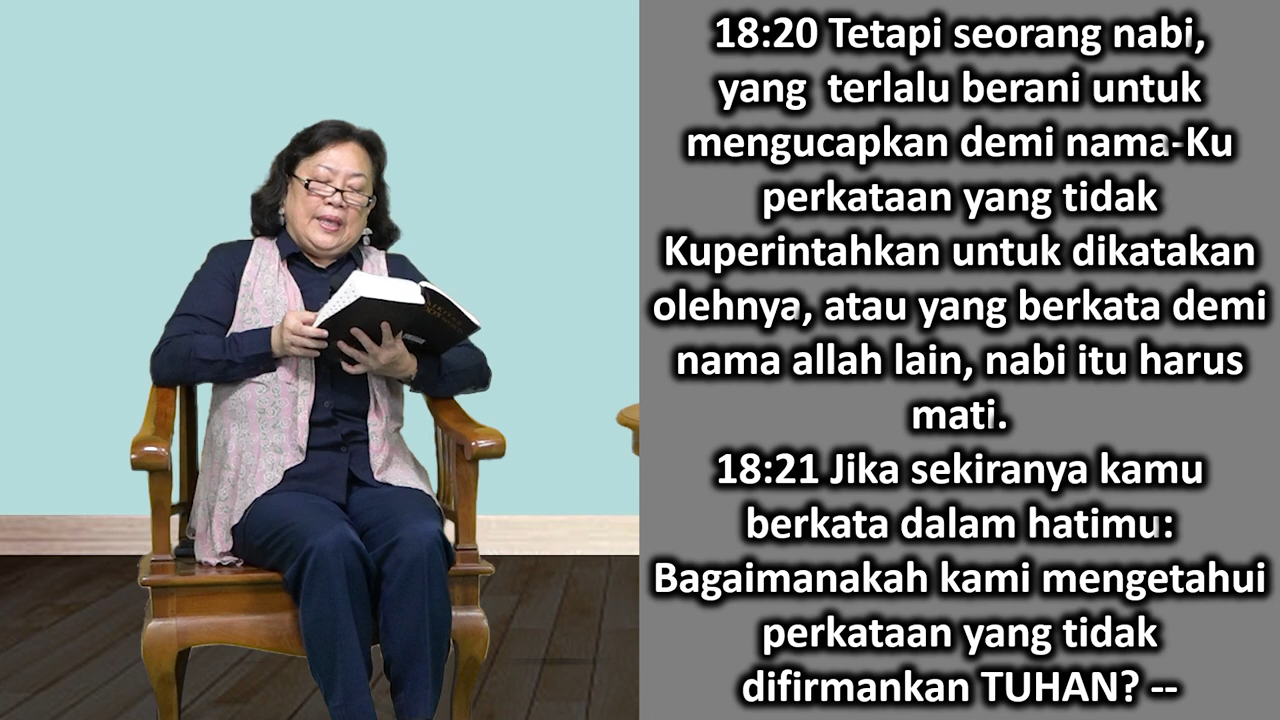 18:20 Tetapi seorang nabi,
yang  terlalu berani untuk
mengucapkan demi nama-Ku
perkataan yang tidak
Kuperintahkan untuk dikatakan
olehnya, atau yang berkata demi
nama allah lain, nabi itu harus
mati.
18:21 Jika sekiranya kamu
berkata dalam hatimu:
Bagaimanakah kami mengetahui
perkataan yang tidak
difirmankan TUHAN? --